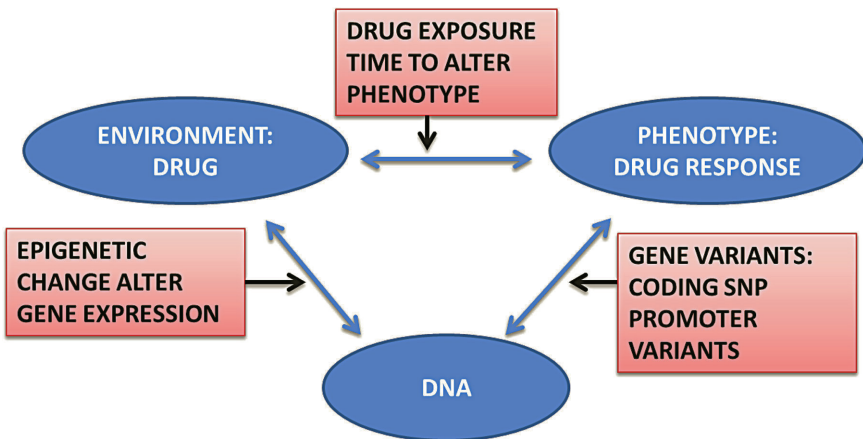 DRUG EXPOSURE
TIME TO ALTER
PHENOTYPE
ENVIRONMENT:
DRUG
PHENOTYPE:
DRUG RESPONSE
EPIGENETIC
CHANGE ALTER
GENE EXPRESSION
GENE VARIANTS:
CODING SNP
PROMOTER
VARIANTS
DNA